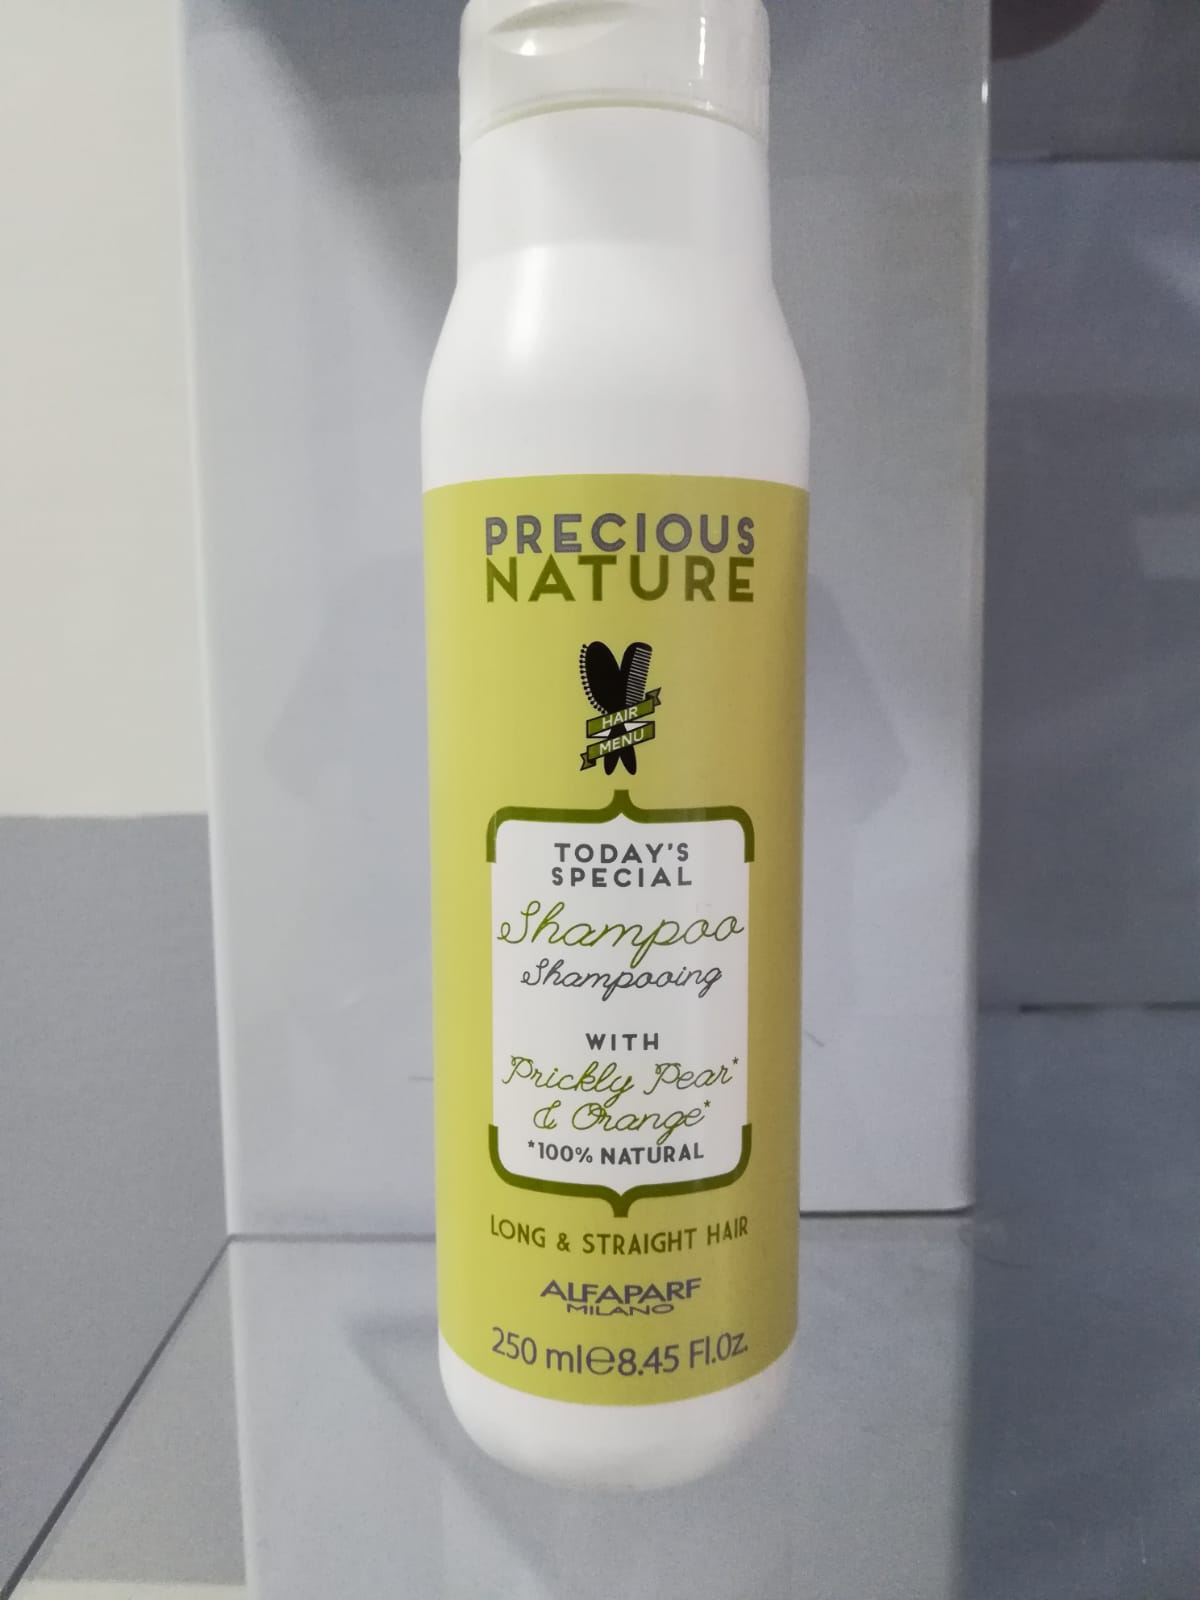 PRECIOUS
NATURE
HAIR
MENU
TODAY'S
SPECIAL
Shampoo
Shampooing
WITH
Prickly Pear*
& Orange*
*100% NATURAL
LONG & STRAIGHT HAIR
ALFAPARF
MILANO
250 ml℮8.45 Fl.Oz.